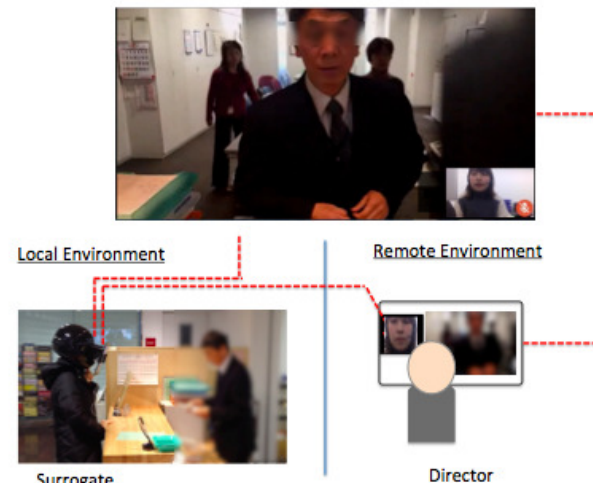 Local Environment
Remote Environment
Surrogate
Director